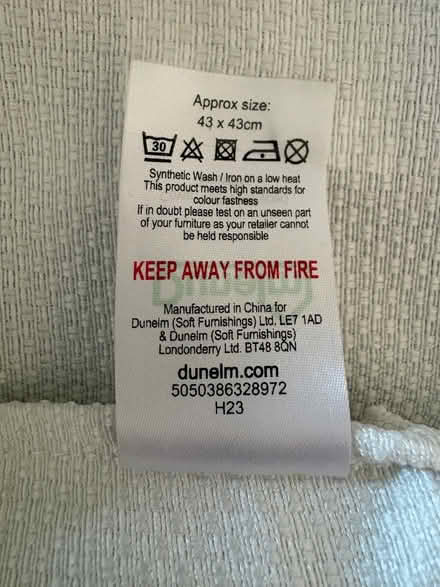 Approx size:
43 x 43cm
30
Synthetic Wash / Iron on a low heat
This product meets high standards for
colour fastness
If in doubt please test on an unseen part
of your furniture as your retailer cannot
be held responsible
KEEP AWAY FROM FIRE
Dunelm
Manufactured in China for
Dunelm (Soft Furnishings) Ltd. LE7 1AD
& Dunelm (Soft Furnishings)
Londonderry Ltd. BT48 8QN
dunelm.com
5050386328972
H23